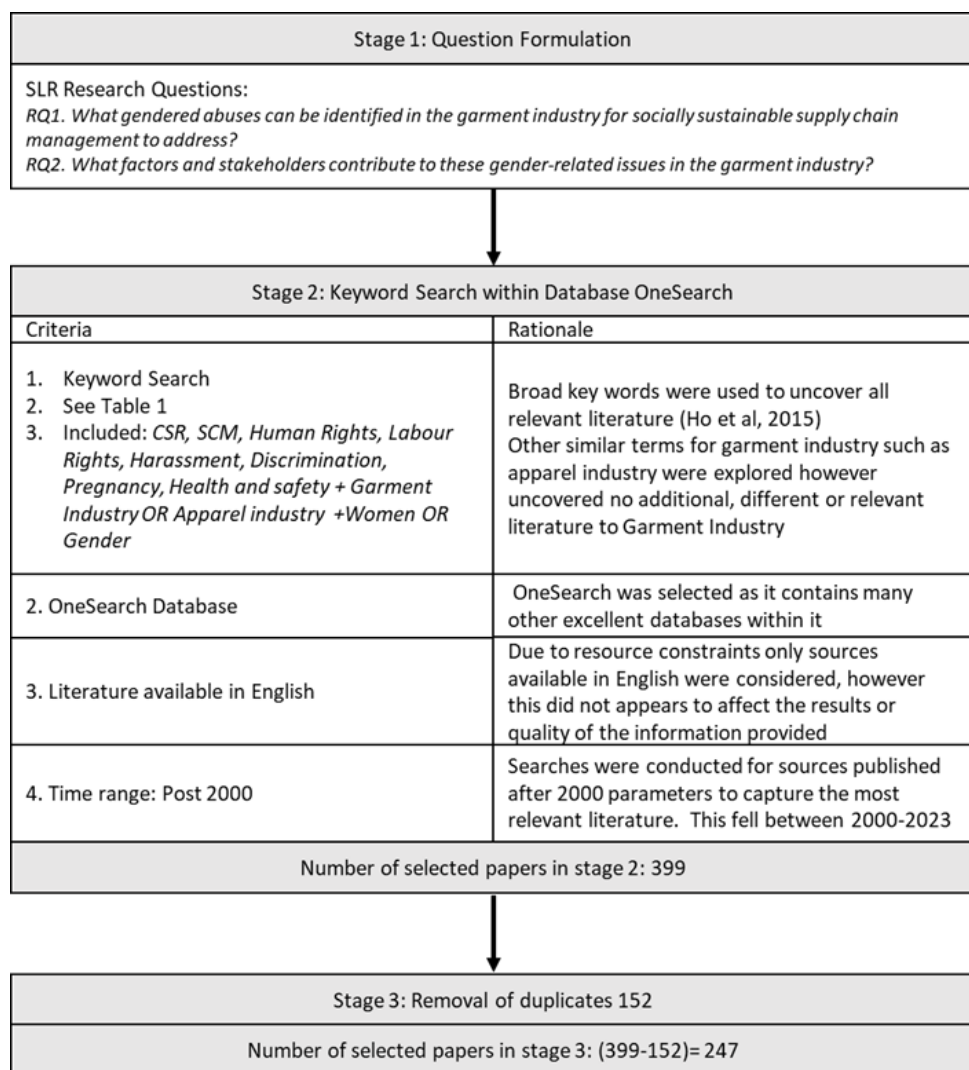 Stage 1: Question Formulation
SLR Research Questions:
RQ1. What gendered abuses can be identified in the garment industry for socially sustainable supply chain
management to address?
RQ2. What factors and stakeholders contribute to these gender-related issues in the garment industry?
Stage 2: Keyword Search within Database OneSearch
Criteria
Rationale
1. Keyword Search
2. See Table 1
3. Included: CSR, SCM, Human Rights, Labour
Rights, Harassment, Discrimination,
Pregnancy, Health and safety + Garment
Industry OR Apparel industry +Women OR
Gender
Broad key words were used to uncover all
relevant literature (Ho et al, 2015)
Other similar terms for garment industry such as
apparel industry were explored however
uncovered no additional, different or relevant
literature to Garment Industry
2. OneSearch Database
OneSearch was selected as it contains many
other excellent databases within it
3. Literature available in English
Due to resource constraints only sources
available in English were considered, however
this did not appears to affect the results or
quality of the information provided
4. Time range: Post 2000
Searches were conducted for sources published
after 2000 parameters to capture the most
relevant literature. This fell between 2000-2023
Number of selected papers in stage 2: 399
Stage 3: Removal of duplicates 152
Number of selected papers in stage 3: (399-152)= 247